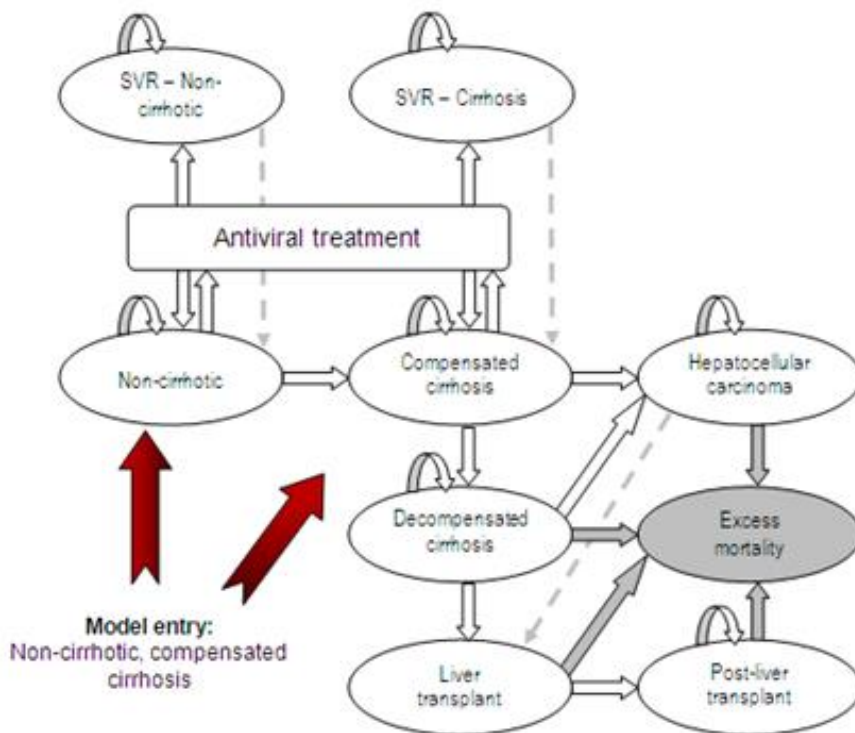 SVR – Non-
cirrhotic
SVR – Cirrhosis
Antiviral treatment
Non-cirrhotic
Compensated
cirrhosis
Hepatocellular
carcinoma
Decompensated
cirrhosis
Excess
mortality
Model entry:
Non-cirrhotic, compensated
cirrhosis
Liver
transplant
Post-liver
transplant